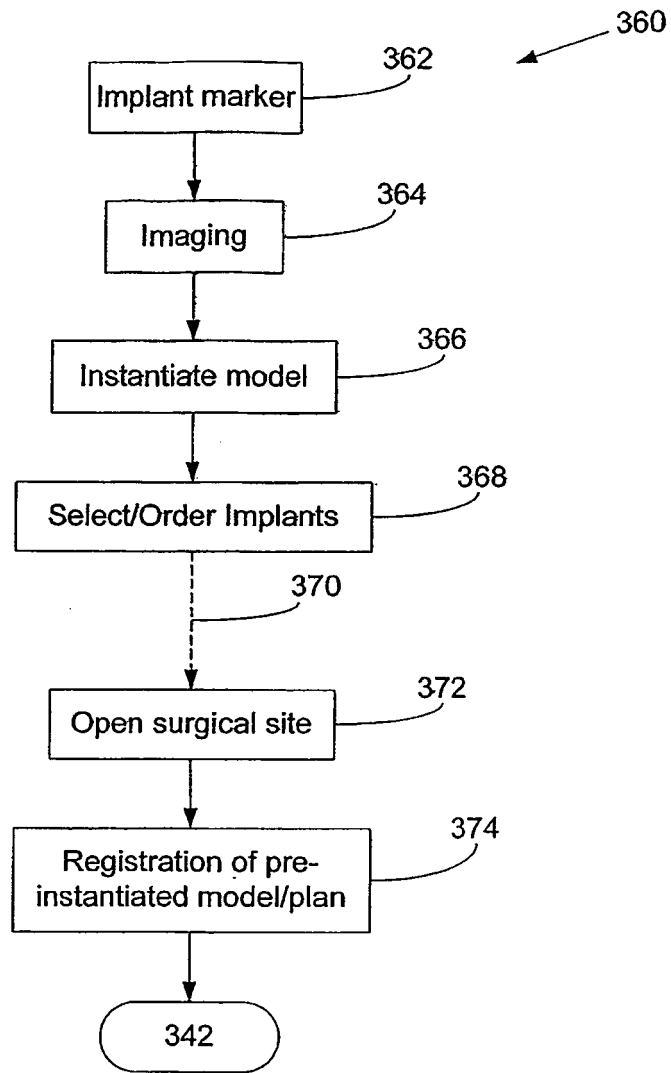 360
362
Implant marker
364
Imaging
366
Instantiate model
368
Select/Order Implants
370
372
Open surgical site
374
Registration of pre-
instantiated model/plan
342